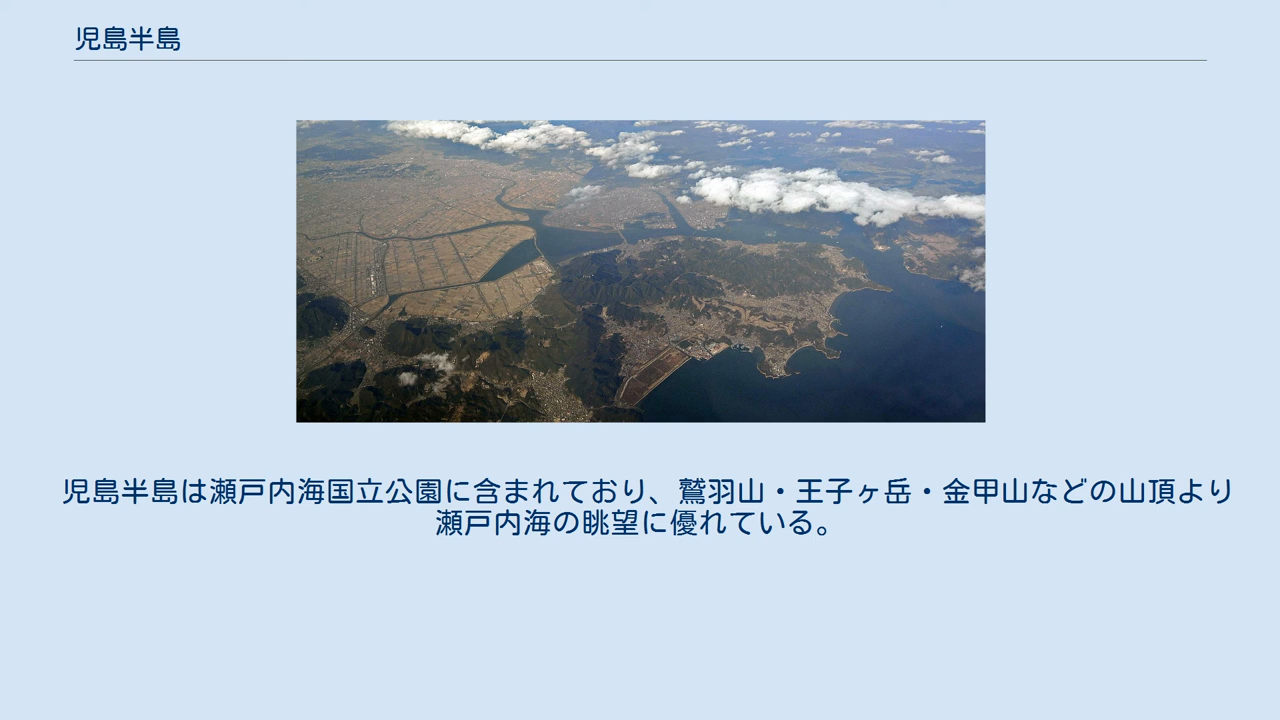 児島半島
児島半島は瀬戸内海国立公園に含まれており、鷲羽山・王子ヶ岳・金甲山などの山頂より
瀬戸内海の眺望に優れている。